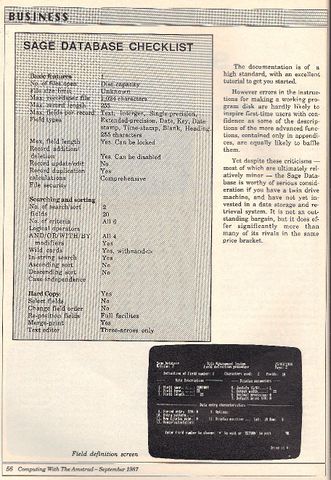 BUSINESS
SAGE DATABASE CHECKLIST
Basic features
No. of files open 1
File size limit Disc capacity
Max. records per file Unknown
Max. record length 1,024 characters
Max. fields per record 255
Field types Text, Interger, Single-precision,
Extended-precision, Date, Key, Date
stamp, Time-stamp, Blank, Heading
Max. field length 255 characters
Record addition/
deletion Yes. Can be locked
Record update/edit Yes. Can be disabled
Record duplication No
calculations Yes
File security Comprehensive
Searching and sorting
No. of search/sort
fields 2
No. of criteria 20
Logical operators All 6
AND/OR/WITH/BY
modifiers All 4
Wild cards Yes
In-string search Yes, with
Ascending sort Yes
Descending sort No
Case independence No
Hard Copy
Select fields Yes
Change field order No
Re-position fields No
Merge-print Full facilites
Text editor Yes
Three-across only
The documentation is of a
high standard, with an excellent
tutorial to get you started.
However errors in the instruc-
tions for making a working pro-
gram disk are hardly likely to
inspire first-time users with con-
fidence as some of the descrip-
tions of the more advanced func-
tions, contained only in appendi-
ces, are equally likely to baffle
them.
Yet despite these criticisms —
most of which are ultimately rel-
atively minor — the Sage Data-
base is worthy of serious consid-
eration if you have a twin drive
machine, and have not yet in-
vested in a data storage and re-
trieval system. It is not an out-
standing bargain, but it does of-
fer significantly more than
many of its rivals in the same
price bracket.
Field definition screen
56 Computing With The Amstrad – September 1987